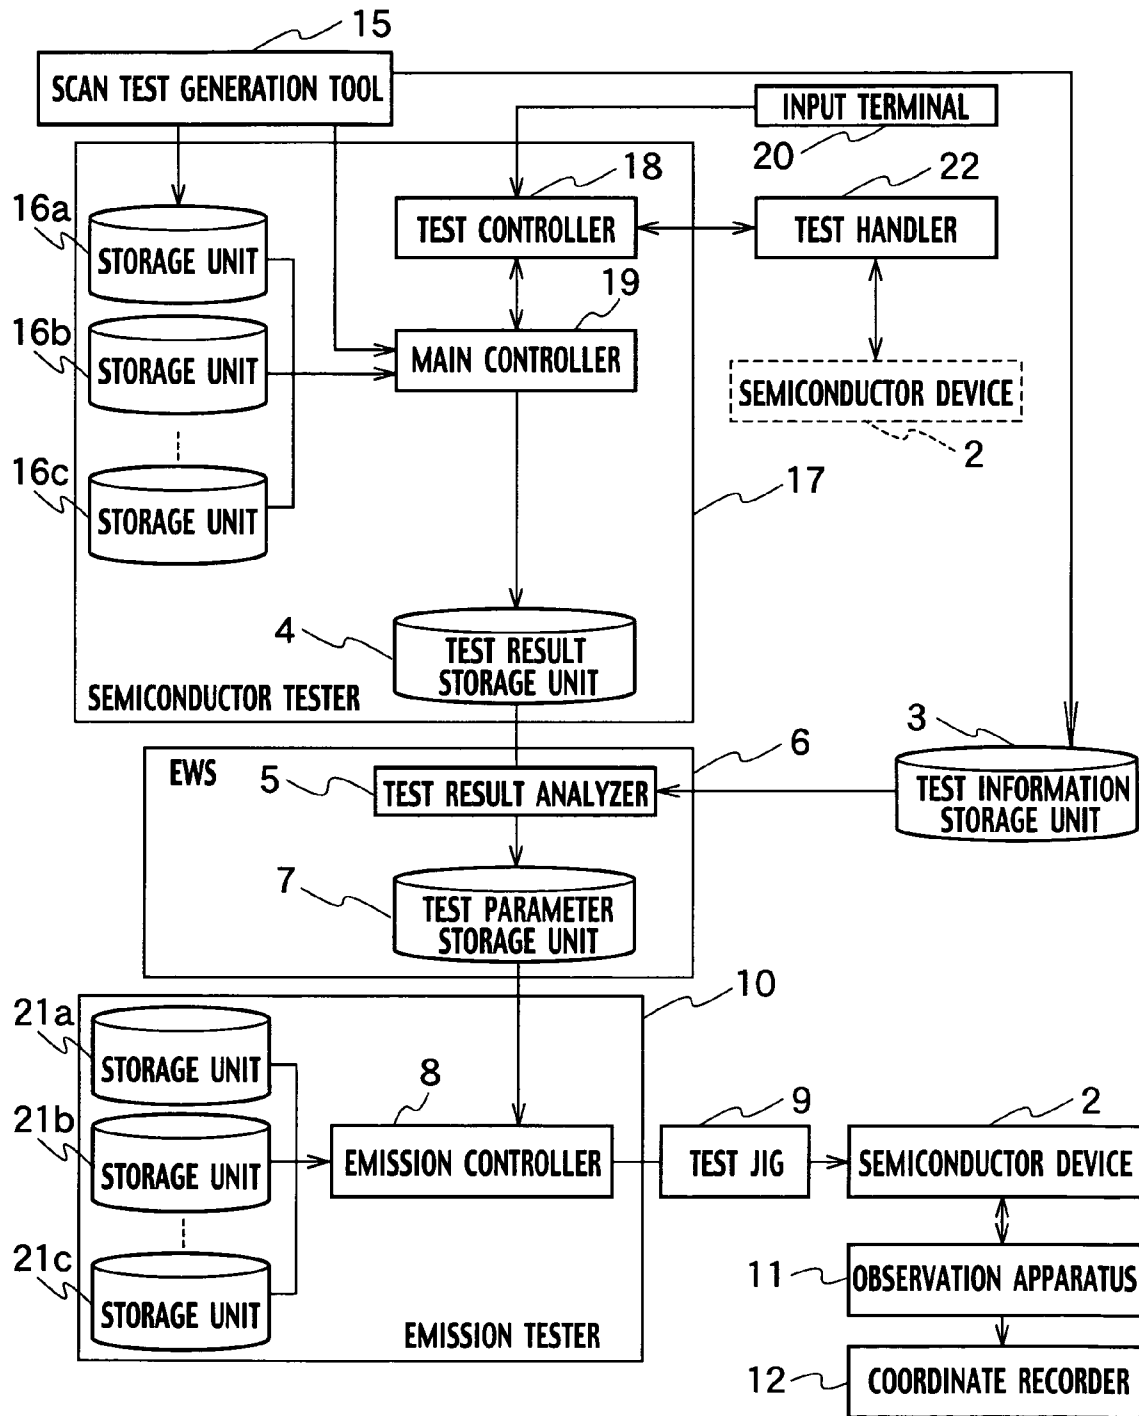 15
SCAN TEST GENERATION TOOL
INPUT TERMINAL
20
18
22
16a
STORAGE UNIT
TEST CONTROLLER
TEST HANDLER
19
16b
STORAGE UNIT
MAIN CONTROLLER
SEMICONDUCTOR DEVICE
2
16c
STORAGE UNIT
17
4
TEST RESULT
STORAGE UNIT
SEMICONDUCTOR TESTER
3
6
EWS
5
TEST RESULT ANALYZER
TEST INFORMATION
STORAGE UNIT
7
TEST PARAMETER
STORAGE UNIT
10
21a
STORAGE UNIT
8
9
2
21b
STORAGE UNIT
EMISSION CONTROLLER
TEST JIG
SEMICONDUCTOR DEVICE
21c
STORAGE UNIT
11
OBSERVATION APPARATUS
EMISSION TESTER
12
COORDINATE RECORDER